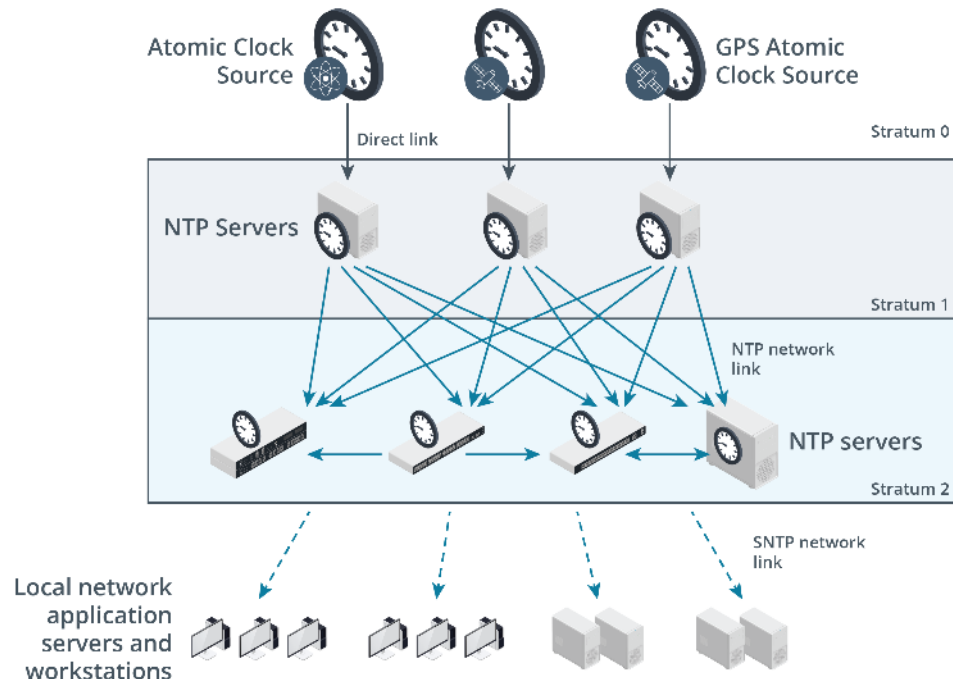 Atomic Clock
Source
GPS Atomic
Clock Source
Direct link
Stratum 0
NTP Servers
Stratum 1
NTP network
link
NTP servers
Stratum 2
SNTP network
link
Local network
application
servers and
workstations